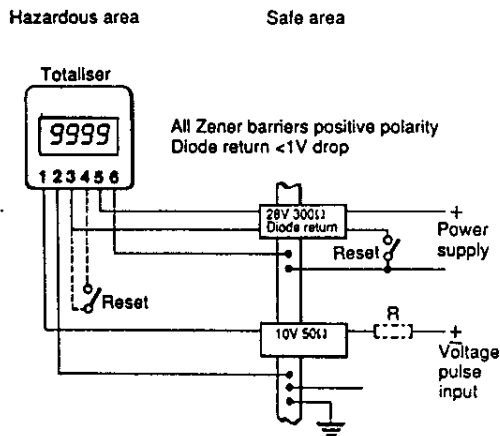 Hazardous area
Safe area
Totaliser
9999
1 2 3 4 5 6
All Zener barriers positive polarity
Diode return <1V drop
28V 300Ω
Diode return
+
Power
supply
Reset
Reset
R
10V 50Ω
+
Voltage
pulse
input